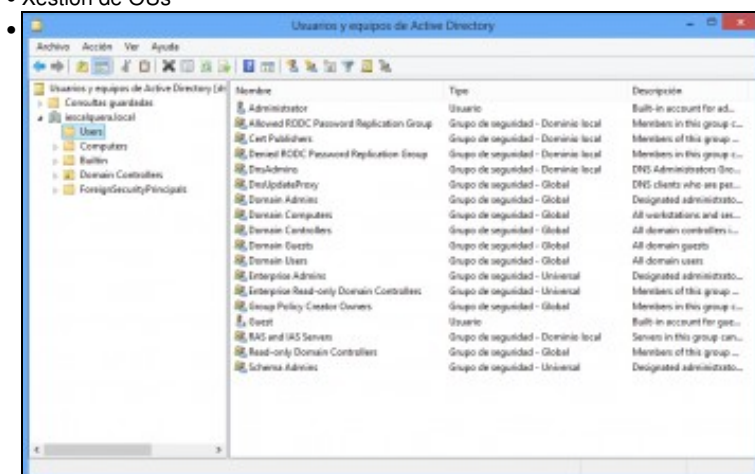 • Xestión de OUs
Usuarios y equipos de Active Directory
Archivo Acción Ver Ayuda
Usuarios y equipos de Active Directory
Consultas guardadas
iescalquera.local
Users
Computers
Builtin
Domain Controllers
ForeignSecurityPrincipals
Nombre Tipo Descripción
Administrator Usuario Built-in account for ad...
Allowed RODC Password Replication Group Grupo de seguridad - Dominio local Members in this group c...
Cert Publishers Grupo de seguridad - Dominio local Members of this group ...
Denied RODC Password Replication Group Grupo de seguridad - Dominio local Members in this group c...
DnsAdmins Grupo de seguridad - Dominio local DNS Administrators Gro...
DnsUpdateProxy Grupo de seguridad - Global DNS clients who are per...
Domain Admins Grupo de seguridad - Global Designated administrato...
Domain Computers Grupo de seguridad - Global All workstations and ser...
Domain Controllers Grupo de seguridad - Global All domain controllers i...
Domain Guests Grupo de seguridad - Global All domain guests
Domain Users Grupo de seguridad - Global All domain users
Enterprise Admins Grupo de seguridad - Universal Designated administrato...
Enterprise Read-only Domain Controllers Grupo de seguridad - Universal Members of this group ...
Group Policy Creator Owners Grupo de seguridad - Global Members in this group c...
Guest Usuario Built-in account for gue...
RAS and IAS Servers Grupo de seguridad - Dominio local Servers in this group can...
Read-only Domain Controllers Grupo de seguridad - Global Members of this group ...
Schema Admins Grupo de seguridad - Universal Designated administrato...